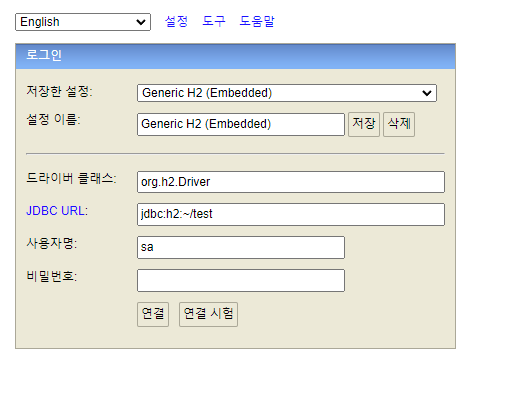 English 설정 도구 도움말
로그인
저장한 설정: Generic H2 (Embedded)
설정 이름: Generic H2 (Embedded) 저장 삭제
드라이버 클래스: org.h2.Driver
JDBC URL: jdbc:h2:~/test
사용자명: sa
비밀번호:
연결 연결 시험